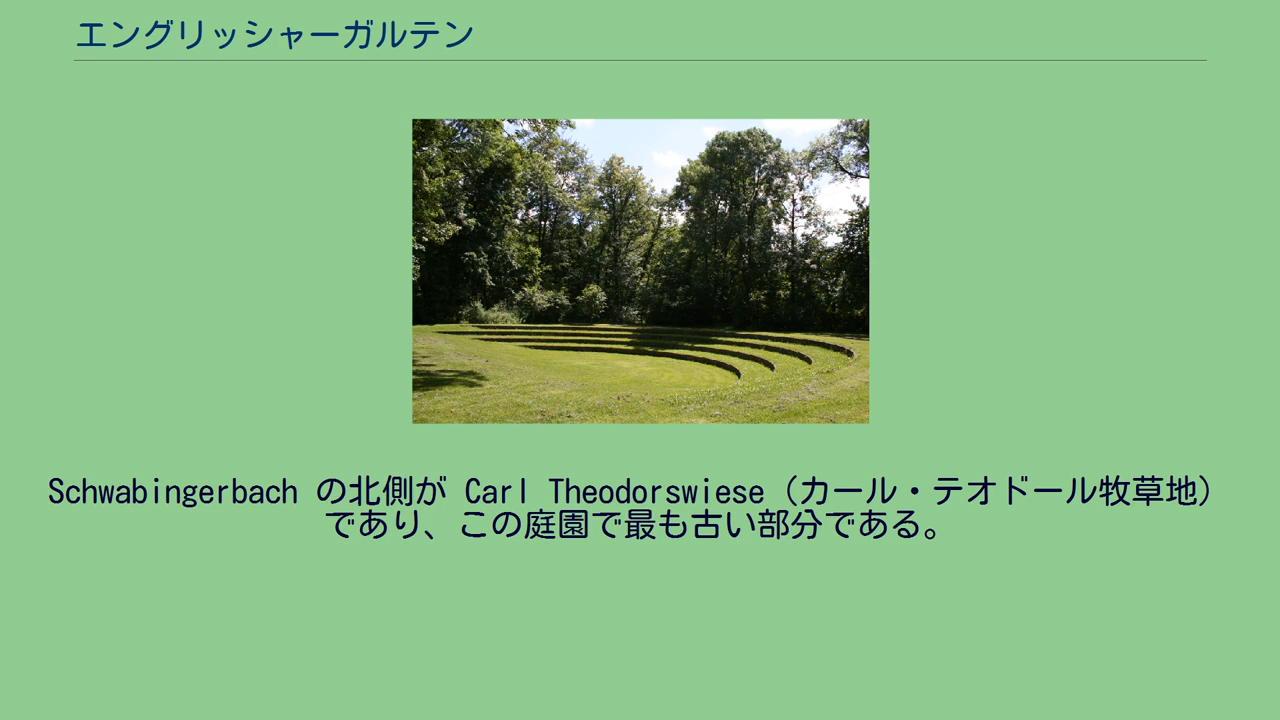 エングリッシャーガルテン
Schwabingerbach の北側が Carl Theodorswiese（カール・テオドール牧草地）
であり、この庭園で最も古い部分である。